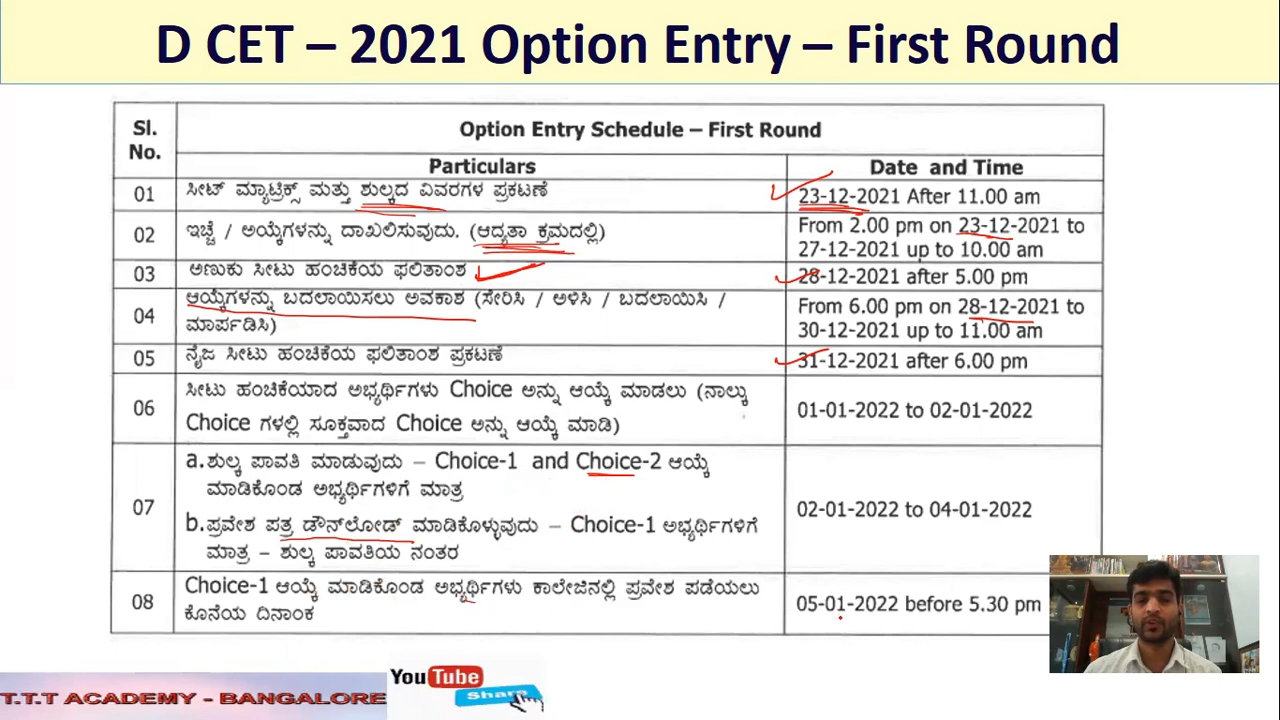 D CET – 2021 Option Entry – First Round
Sl. No.
Option Entry Schedule – First Round
Particulars
Date and Time
01
ಸೀಟ್ ಮ್ಯಾಟ್ರಿಕ್ಸ್ ಮತ್ತು ಶುಲ್ಕದ ವಿವರಗಳ ಪ್ರಕಟಣೆ
23-12-2021 After 11.00 am
02
ಇಚ್ಛೆ / ಆಯ್ಕೆಗಳನ್ನು ದಾಖಲಿಸುವುದು. (ಆದ್ಯತಾ ಕ್ರಮದಲ್ಲಿ)
From 2.00 pm on 23-12-2021 to
27-12-2021 up to 10.00 am
03
ಅಣುಕು ಸೀಟು ಹಂಚಿಕೆಯ ಫಲಿತಾಂಶ
28-12-2021 after 5.00 pm
04
ಆಯ್ಕೆಗಳನ್ನು ಬದಲಾಯಿಸಲು ಅವಕಾಶ (ಸೇರಿಸಿ / ಅಳಿಸಿ / ಬದಲಾಯಿಸಿ /
ಮಾರ್ಪಡಿಸಿ)
From 6.00 pm on 28-12-2021 to
30-12-2021 up to 11.00 am
05
ನೈಜ ಸೀಟು ಹಂಚಿಕೆಯ ಫಲಿತಾಂಶ ಪ್ರಕಟಣೆ
31-12-2021 after 6.00 pm
06
ಸೀಟು ಹಂಚಿಕೆಯಾದ ಅಭ್ಯರ್ಥಿಗಳು Choice ಅನ್ನು ಆಯ್ಕೆ ಮಾಡಲು (ನಾಲ್ಕು
Choice ಗಳಲ್ಲಿ ಸೂಕ್ತವಾದ Choice ಅನ್ನು ಆಯ್ಕೆ ಮಾಡಿ)
01-01-2022 to 02-01-2022
07
a.ಶುಲ್ಕ ಪಾವತಿ ಮಾಡುವುದು – Choice-1 and Choice-2 ಆಯ್ಕೆ
ಮಾಡಿಕೊಂಡ ಅಭ್ಯರ್ಥಿಗಳಿಗೆ ಮಾತ್ರ
b.ಪ್ರವೇಶ ಪತ್ರ ಡೌನ್‌ಲೋಡ್ ಮಾಡಿಕೊಳ್ಳುವುದು – Choice-1 ಅಭ್ಯರ್ಥಿಗಳಿಗೆ
ಮಾತ್ರ – ಶುಲ್ಕ ಪಾವತಿಯ ನಂತರ
02-01-2022 to 04-01-2022
08
Choice-1 ಆಯ್ಕೆ ಮಾಡಿಕೊಂಡ ಅಭ್ಯರ್ಥಿಗಳು ಕಾಲೇಜಿನಲ್ಲಿ ಪ್ರವೇಶ ಪಡೆಯಲು
ಕೊನೆಯ ದಿನಾಂಕ
05-01-2022 before 5.30 pm
YouTube
Share
T.T.T ACADEMY - BANGALORE